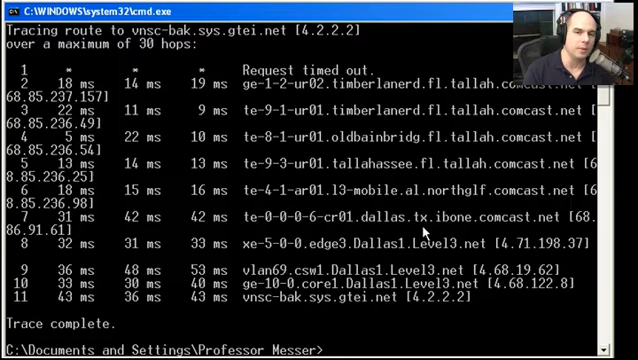 C:\WINDOWS\system32\cmd.exe
Tracing route to vnsc-bak.sys.gtei.net [4.2.2.2]
over a maximum of 30 hops:
1 * * * Request timed out.
2 18 ms 14 ms 19 ms ge-1-2-ur02.timberlanerd.fl.tallah.comcast.net [
68.85.237.157]
3 22 ms 11 ms 9 ms te-9-1-ur01.timberlanerd.fl.tallah.comcast.net [
68.85.236.49]
4 5 ms 22 ms 10 ms te-8-1-ur01.oldbainbridg.fl.tallah.comcast.net [
68.85.236.54]
5 13 ms 14 ms 13 ms te-9-3-ur01.tallahassee.fl.tallah.comcast.net [6
8.85.236.25]
6 18 ms 15 ms 16 ms te-4-1-ar01.l3-mobile.al.northglf.comcast.net [6
8.85.236.98]
7 31 ms 42 ms 42 ms te-0-0-0-6-cr01.dallas.tx.ibone.comcast.net [68.
86.91.61]
8 32 ms 31 ms 33 ms xe-5-0-0.edge3.Dallas1.Level3.net [4.71.198.37]
9 36 ms 48 ms 53 ms vlan69.csw1.Dallas1.Level3.net [4.68.19.62]
10 33 ms 30 ms 40 ms ge-10-0.core1.Dallas1.Level3.net [4.68.122.8]
11 43 ms 36 ms 43 ms vnsc-bak.sys.gtei.net [4.2.2.2]
Trace complete.
C:\Documents and Settings\Professor Messer>